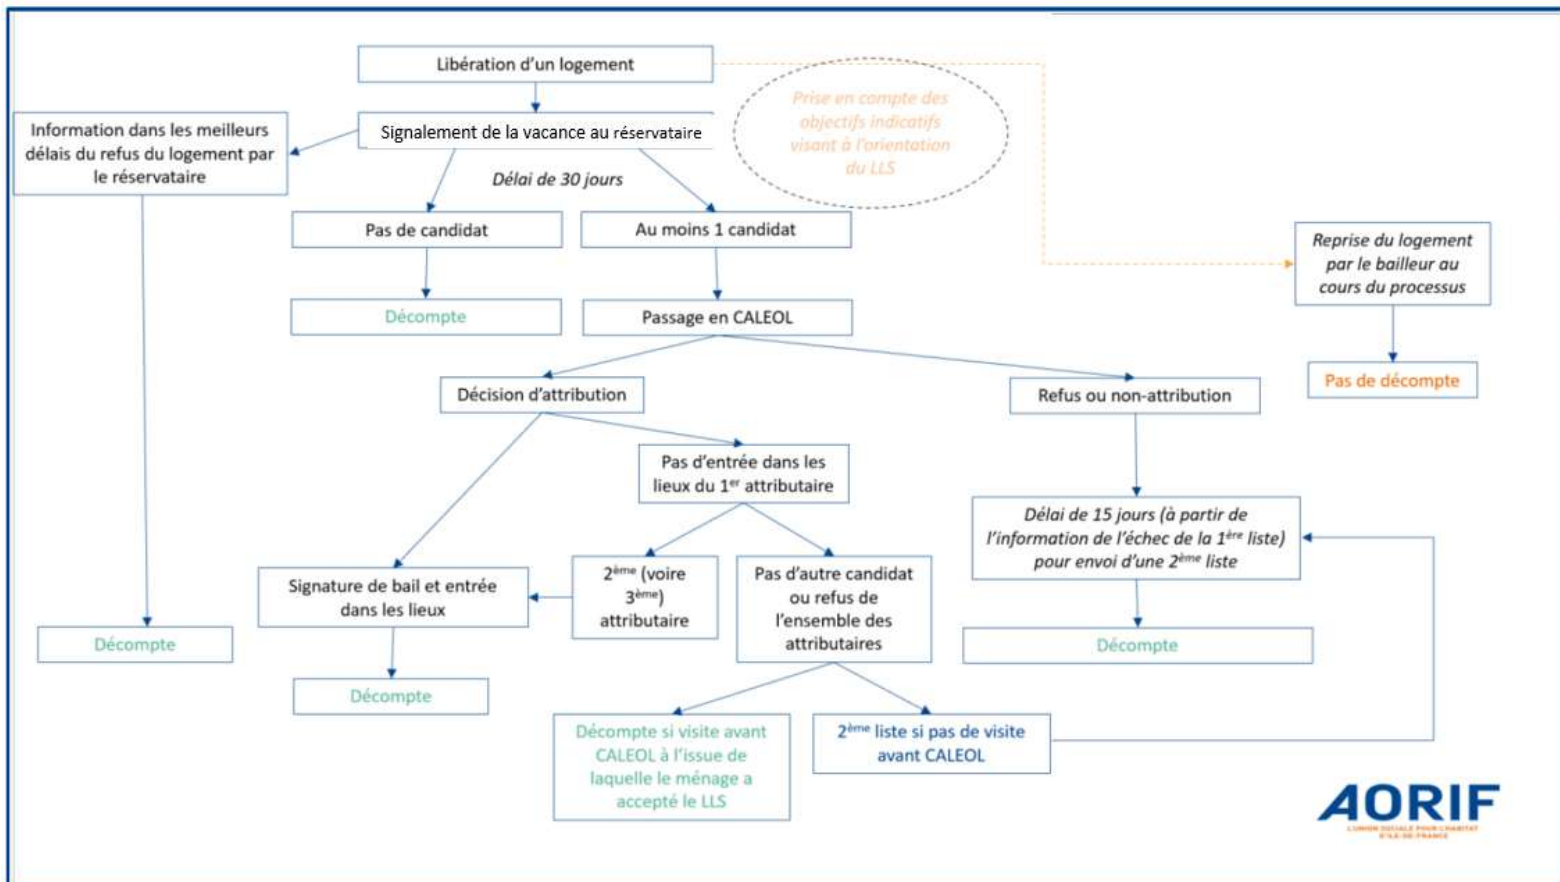 Libération d'un logement
Prise en compte des
objectifs indicatifs
visant à l'orientation
du LLS
Information dans les meilleurs
délais du refus du logement par
le réservataire
Signalement de la vacance au réservataire
Délai de 30 jours
Pas de candidat
Au moins 1 candidat
Reprise du logement
par le bailleur au
cours du processus
Décompte
Passage en CALEOL
Pas de décompte
Décision d'attribution
Refus ou non-attribution
Pas d'entrée dans les
lieux du 1er attributaire
Délai de 15 jours (à partir de
l'information de l'échec de la 1ère liste)
pour envoi d'une 2ème liste
Signature de bail et entrée
dans les lieux
2ème (voire
3ème)
attributaire
Pas d'autre candidat
ou refus de
l'ensemble des
attributaires
Décompte
Décompte
Décompte
Décompte si visite avant
CALEOL à l'issue de
laquelle le ménage a
accepté le LLS
2ème liste si pas de visite
avant CALEOL
AORIF
L'UNION SOCIALE POUR L'HABITAT
D'ÎLE-DE-FRANCE